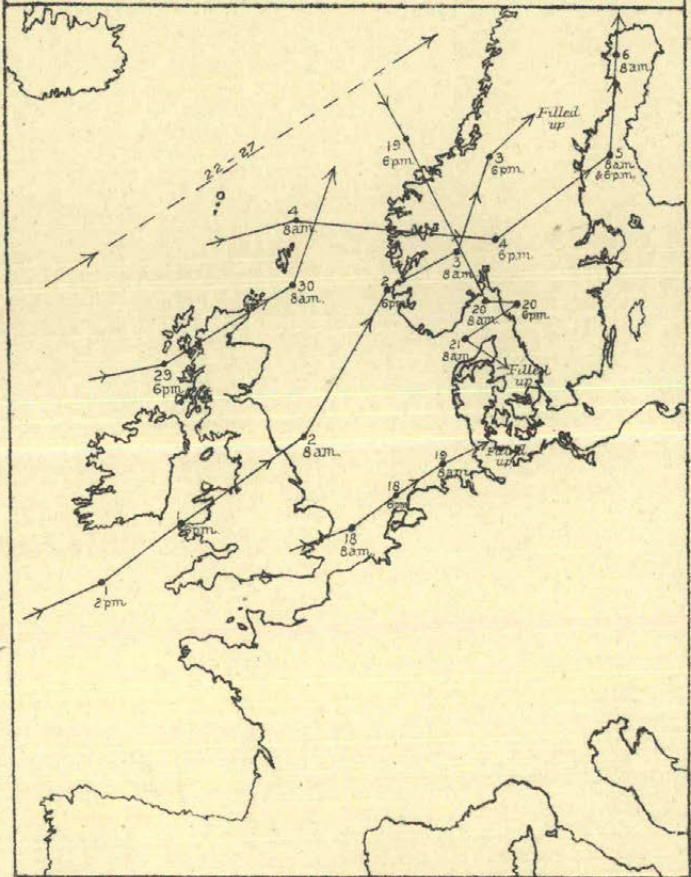 6
8am.
Filled
up
19
6pm.
3
6pm.
5
8am.
&6p.m.
22-27
4
8am.
4
6pm.
3
8am.
30
8am.
2
6pm.
20
8am.
20
6pm.
21
8am.
Filled
up
29
6pm.
2
8am.
19
8am.
Filled
up
18
6pm.
1
6pm.
18
8am.
1
2pm.